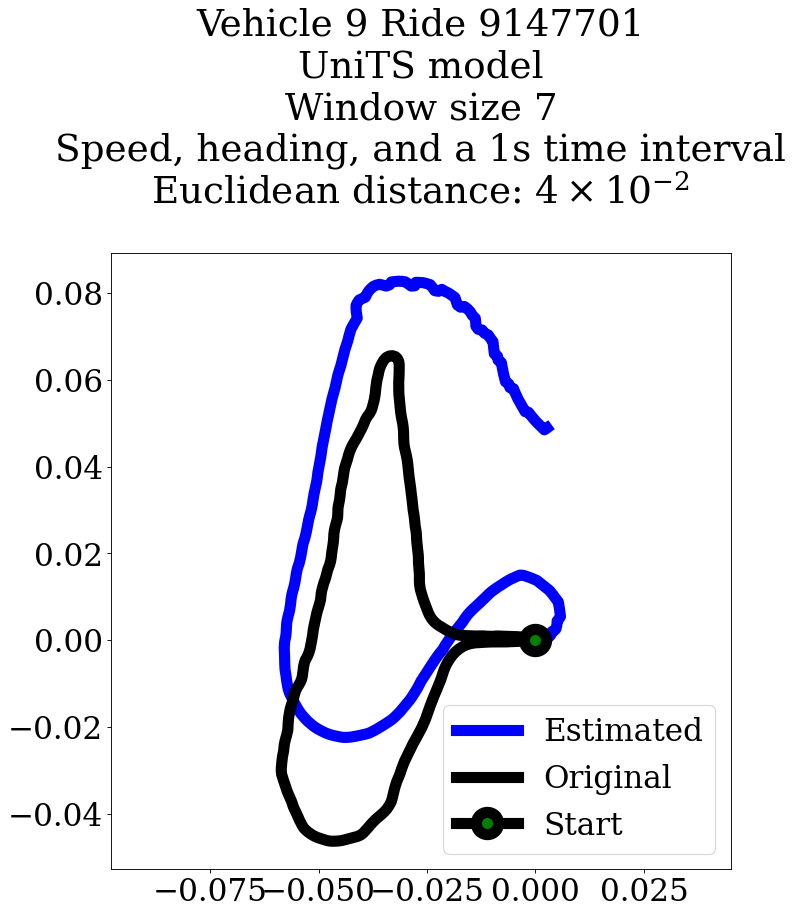 Vehicle 9 Ride 9147701
UniTS model
Window size 7
Speed, heading, and a 1s time interval
Euclidean distance: 4 × 10⁻²
0.08
0.06
0.04
0.02
0.00
−0.02
−0.04
Estimated
Original
Start
−0.075 −0.050 −0.025 0.000 0.025